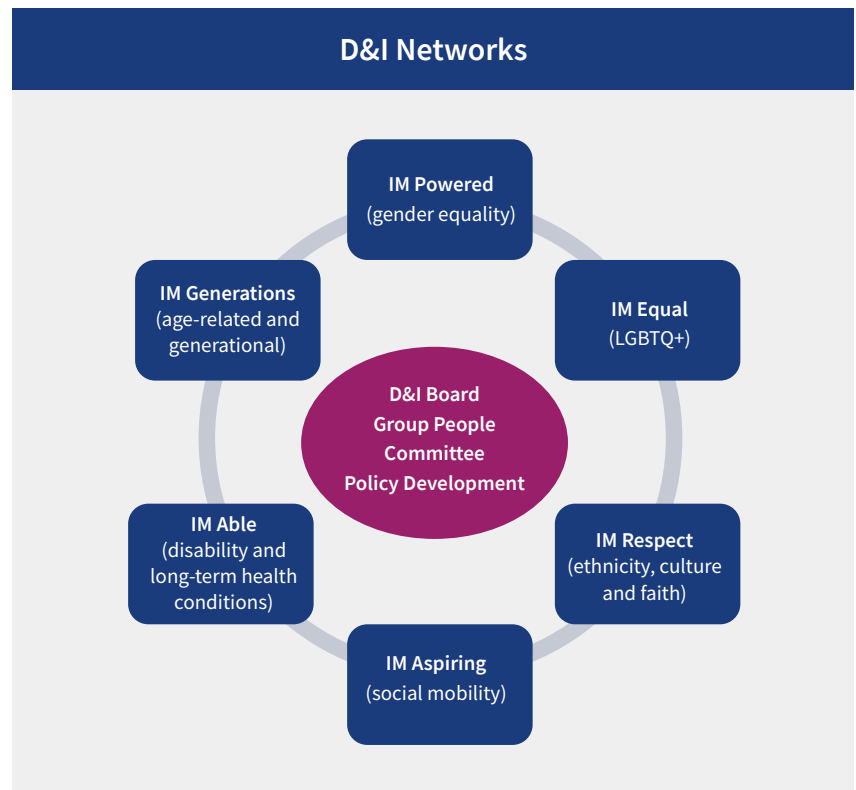 D&I Networks
IM Powered
(gender equality)
IM Equal
(LGBTQ+)
IM Respect
(ethnicity, culture
and faith)
IM Aspiring
(social mobility)
IM Able
(disability and
long-term health
conditions)
IM Generations
(age-related and
generational)
D&I Board
Group People
Committee
Policy Development